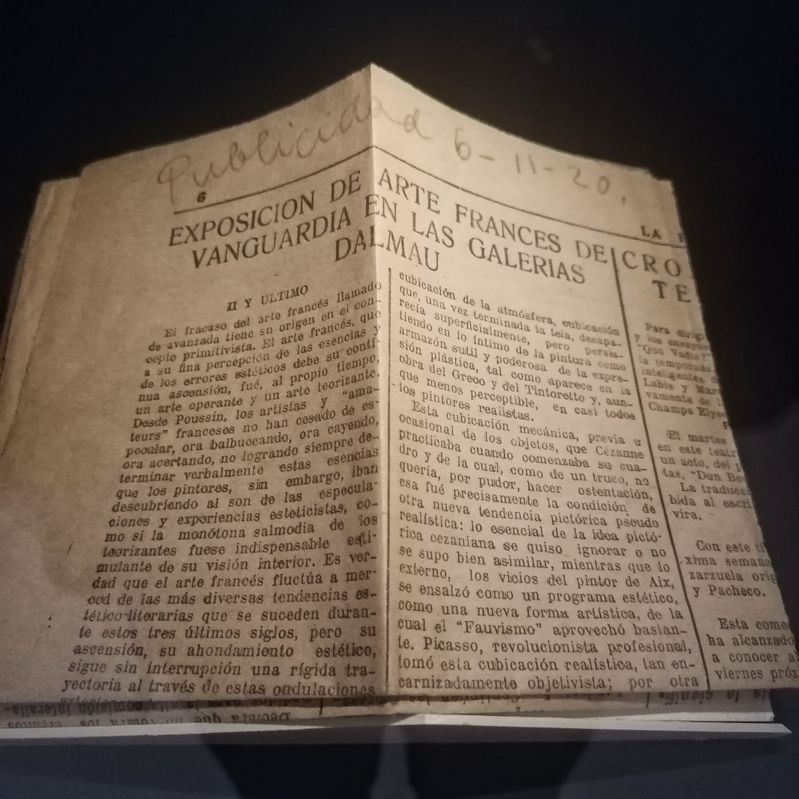 Publicidad 6-11-20.
6
EXPOSICION DE ARTE FRANCES DE
VANGUARDIA EN LAS GALERIAS
DALMAU
II Y ULTIMO
El fracaso del arte francés llamado
de avanzada tiene su origen en el con-
cepto primitivista. El arte francés, que
a su fina percepción de las esencias y
de los errores estéticos debe su conti-
nua ascensión, fué, al propio tiempo,
un arte operante y un arte teorizante.
Desde Poussin, los artistas y "ama-
teurs" franceses no han cesado de es-
pecular, ora balbuceando, ora cayendo,
ora acertando, no logrando siempre de-
terminar verbalmente estas esencias
que los pintores, sin embargo, iban
descubriendo al son de las especula-
ciones y experiencias esteticistas, co-
mo si la monótona salmodia de los
teorizantes fuese indispensable esti-
mulante de su visión interior. Es ver-
dad que el arte francés fluctúa a mer-
ced de las más diversas tendencias es-
tético-literarias que se suceden duran-
te estos tres últimos siglos, pero su
ascensión, su ahondamiento estético,
sigue sin interrupción una rígida tra-
yectoria al través de estas ondulaciones
cubicación de la atmósfera, cubicación
que, una vez terminada la tela, desapa-
recía superficialmente, pero persis-
tiendo en lo íntimo de la pintura como
armazón sutil y poderosa de la expre-
sión plástica, tal como aparece en la
obra del Greco y del Tintoretto y, aun-
que menos perceptible, en casi todos
los pintores realistas.
Esta cubicación mecánica, previa u
ocasional de los objetos, que Cézanne
practicaba cuando comenzaba su cua-
dro y de la cual, como de un truco, no
quería, por pudor, hacer ostentación,
esa fué precisamente la condición de
otra nueva tendencia pictórica pseudo
realística: lo esencial de la idea pictó-
rica cezaniana se quiso ignorar o no
se supo bien asimilar, mientras que lo
externo, los vicios del pintor de Aix,
se ensalzó como un programa estético,
como una nueva forma artística, de la
cual el "Fauvismo" aprovechó bastan-
te. Picasso, revolucionista profesional,
tomó esta cubicación realística, tan en-
carnizadamente objetivista; por otra
LA
CRO
TE
Para dirig
y los ensayo
"Quo Vadis?"
la temporada
inteligentes d
Labis y Mar
vamente de
Champs Elys
El martes
en este teatr
un acto, del p
tas, "Don Be
La traducc
bida al escri
vira.
Con este tí
xima semana
zarzuela orig
y Pacheco.
Esta come
ha alcanzado
a conocer al
viernes próx